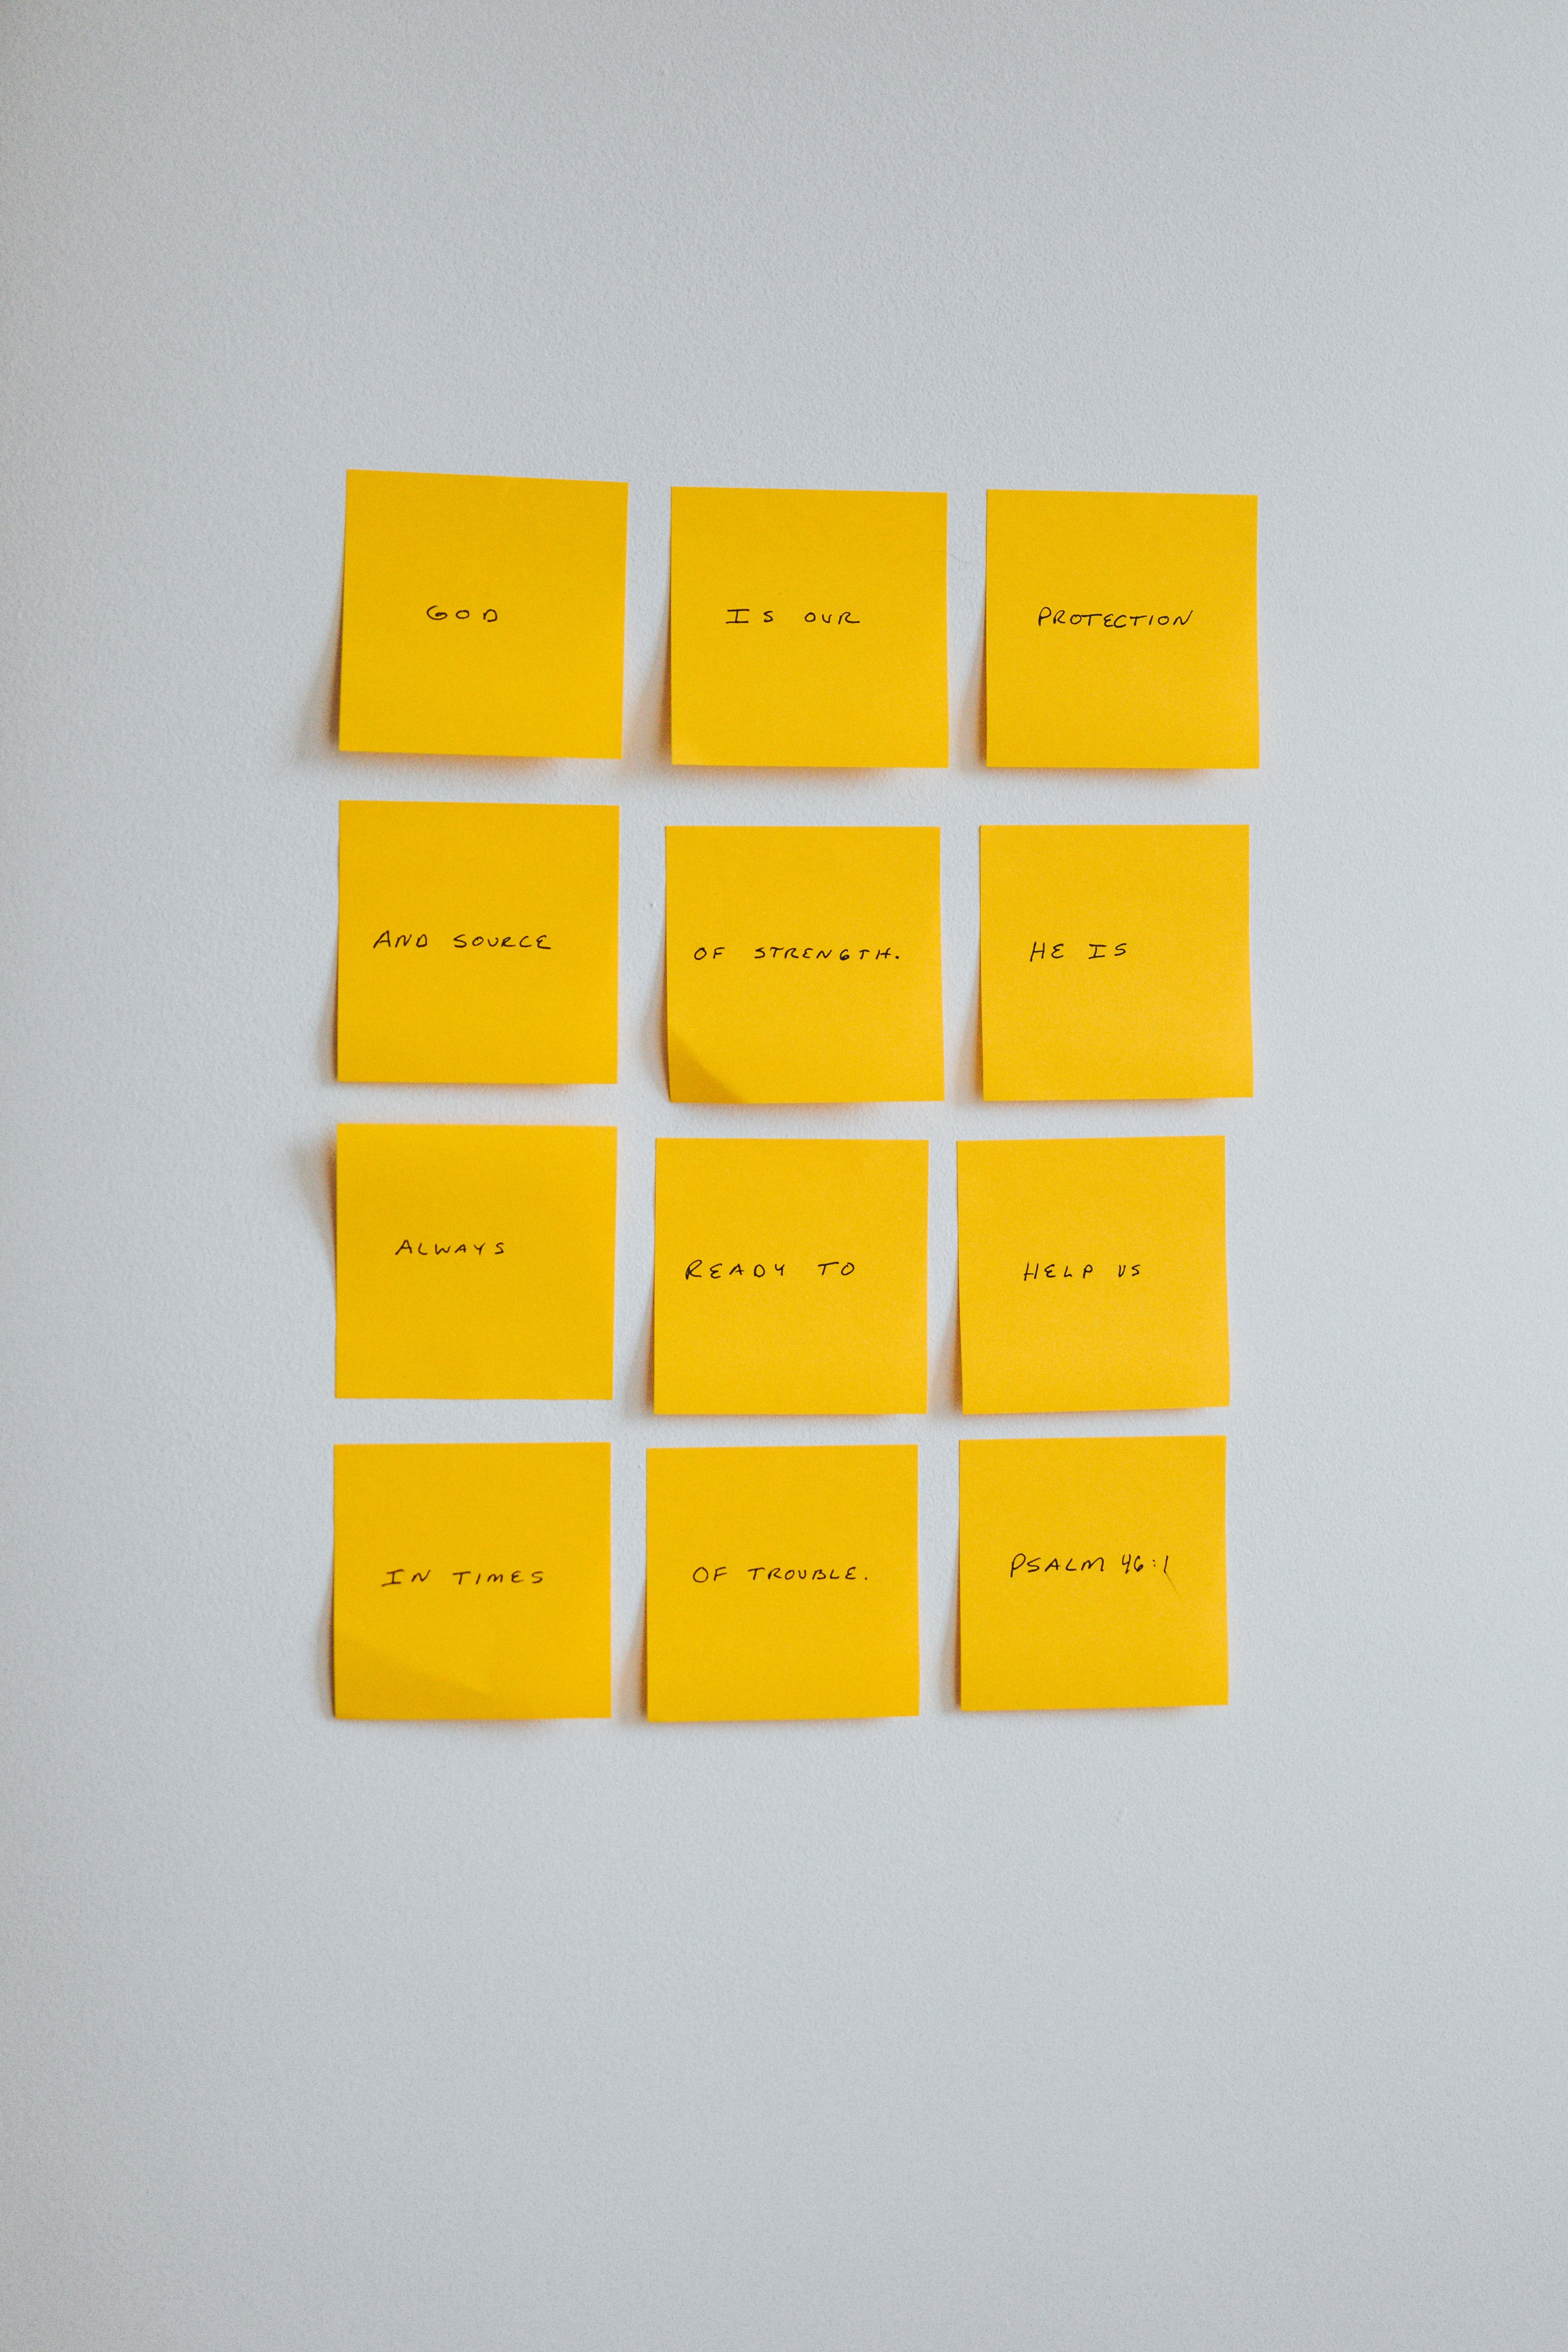 GOD
IS OUR
PROTECTION
AND SOURCE
OF STRENGTH.
HE IS
ALWAYS
READY TO
HELP US
IN TIMES
OF TROUBLE.
PSALM 46:1